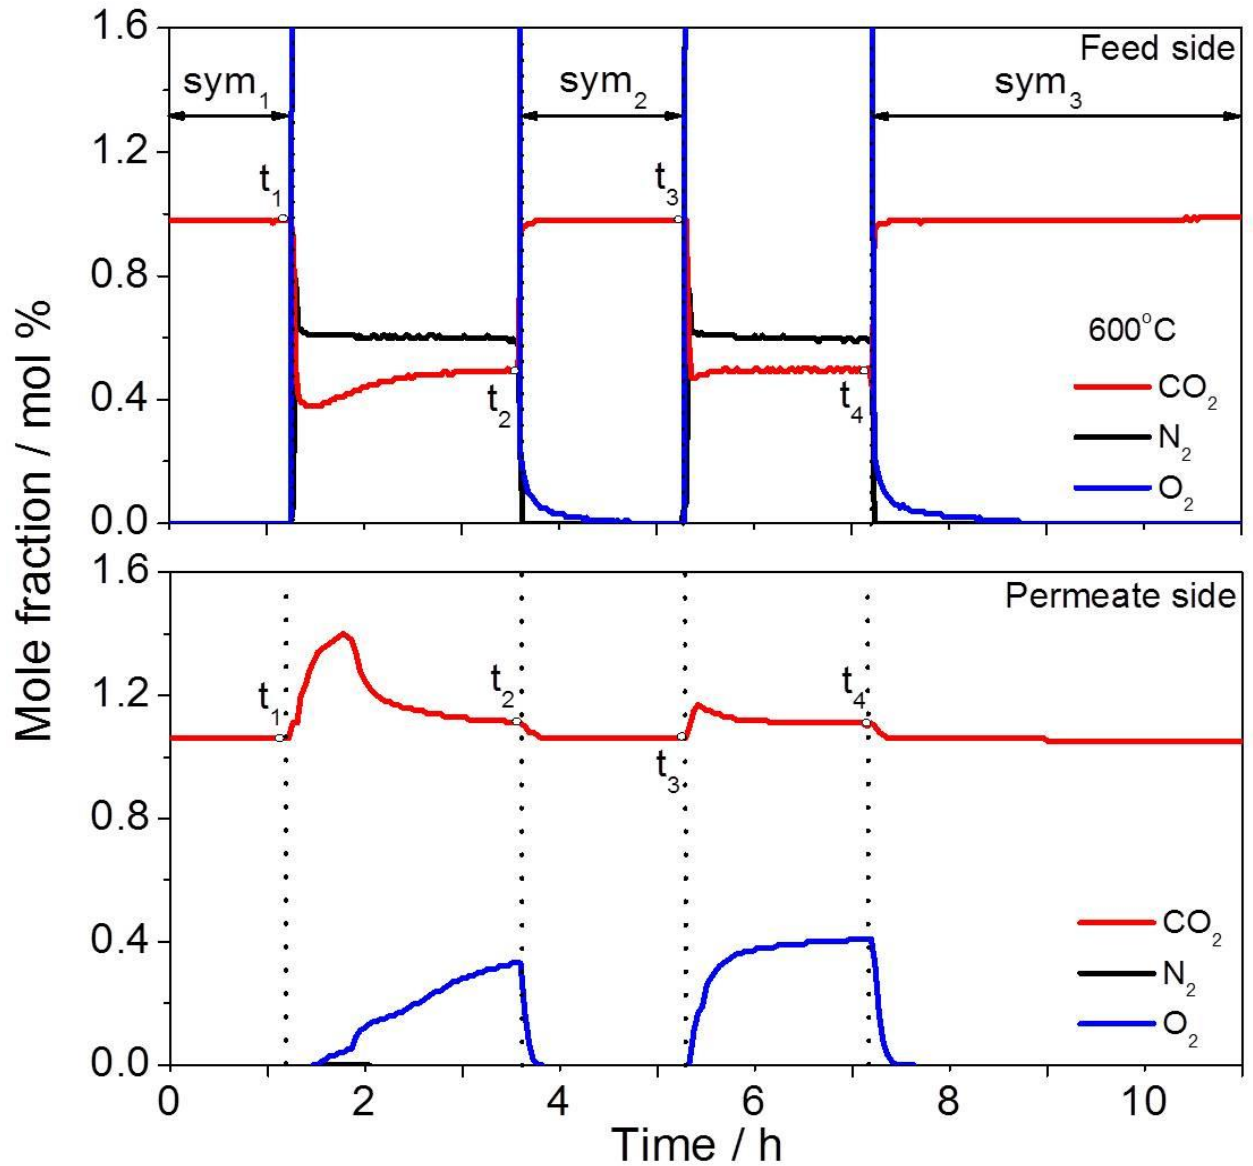 Mole fraction / mol %
1.6
1.2
0.8
0.4
0.0
Feed side
sym₁
sym₂
sym₃
t₁
t₃
t₂
t₄
600°C
CO₂
N₂
O₂
1.6
1.2
0.8
0.4
0.0
Permeate side
t₁
t₂
t₄
t₃
CO₂
N₂
O₂
0 2 4 6 8 10
Time / h